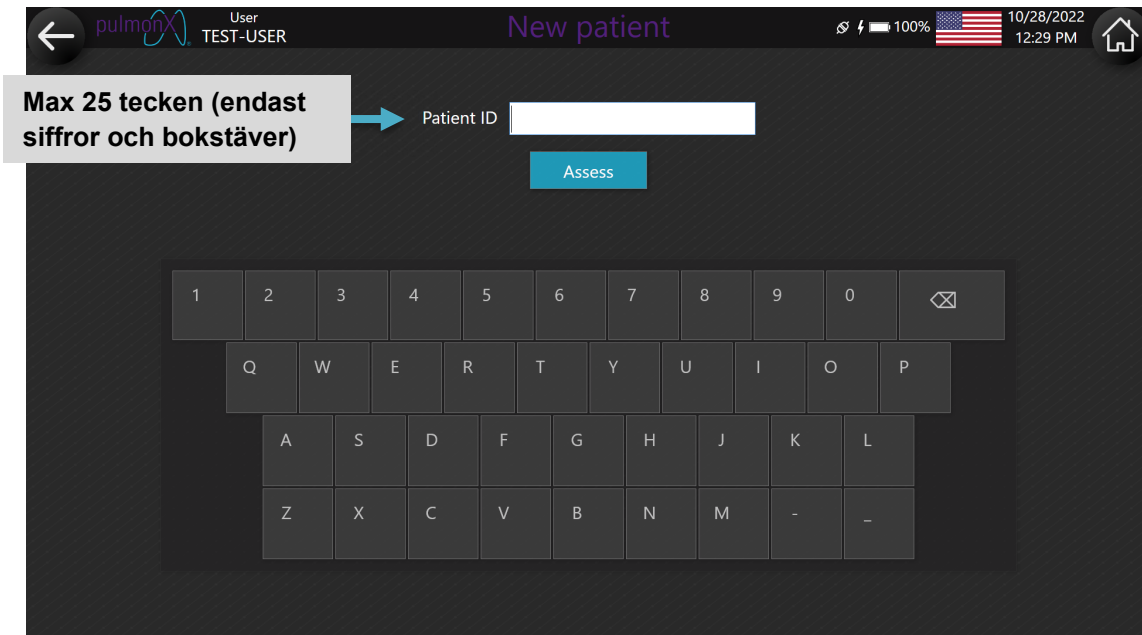 pulmonX
User
TEST-USER
New patient
100%
10/28/2022
12:29 PM
Max 25 tecken (endast
siffror och bokstäver)
Patient ID
Assess
1 2 3 4 5 6 7 8 9 0
Q W E R T Y U I O P
A S D F G H J K L
Z X C V B N M - _